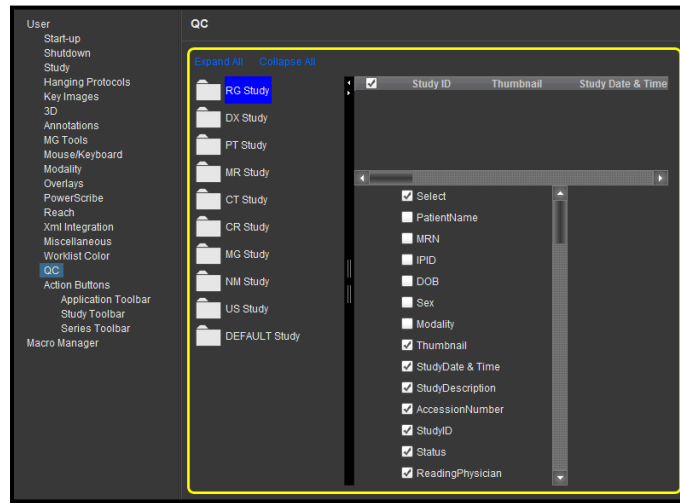 User
Start-up
Shutdown
Study
Hanging Protocols
Key Images
3D
Annotations
MG Tools
Mouse/Keyboard
Modality
Overlays
PowerScribe
Reach
Xml Integration
Miscellaneous
Worklist Color
QC
Action Buttons
Application Toolbar
Study Toolbar
Series Toolbar
Macro Manager
QC
Expand All Collapse All
RG Study
DX Study
PT Study
MR Study
CT Study
CR Study
MG Study
NM Study
US Study
DEFAULT Study
Study ID Thumbnail Study Date & Time
Select
PatientName
MRN
IPID
DOB
Sex
Modality
Thumbnail
StudyDate & Time
StudyDescription
AccessionNumber
StudyID
Status
ReadingPhysician